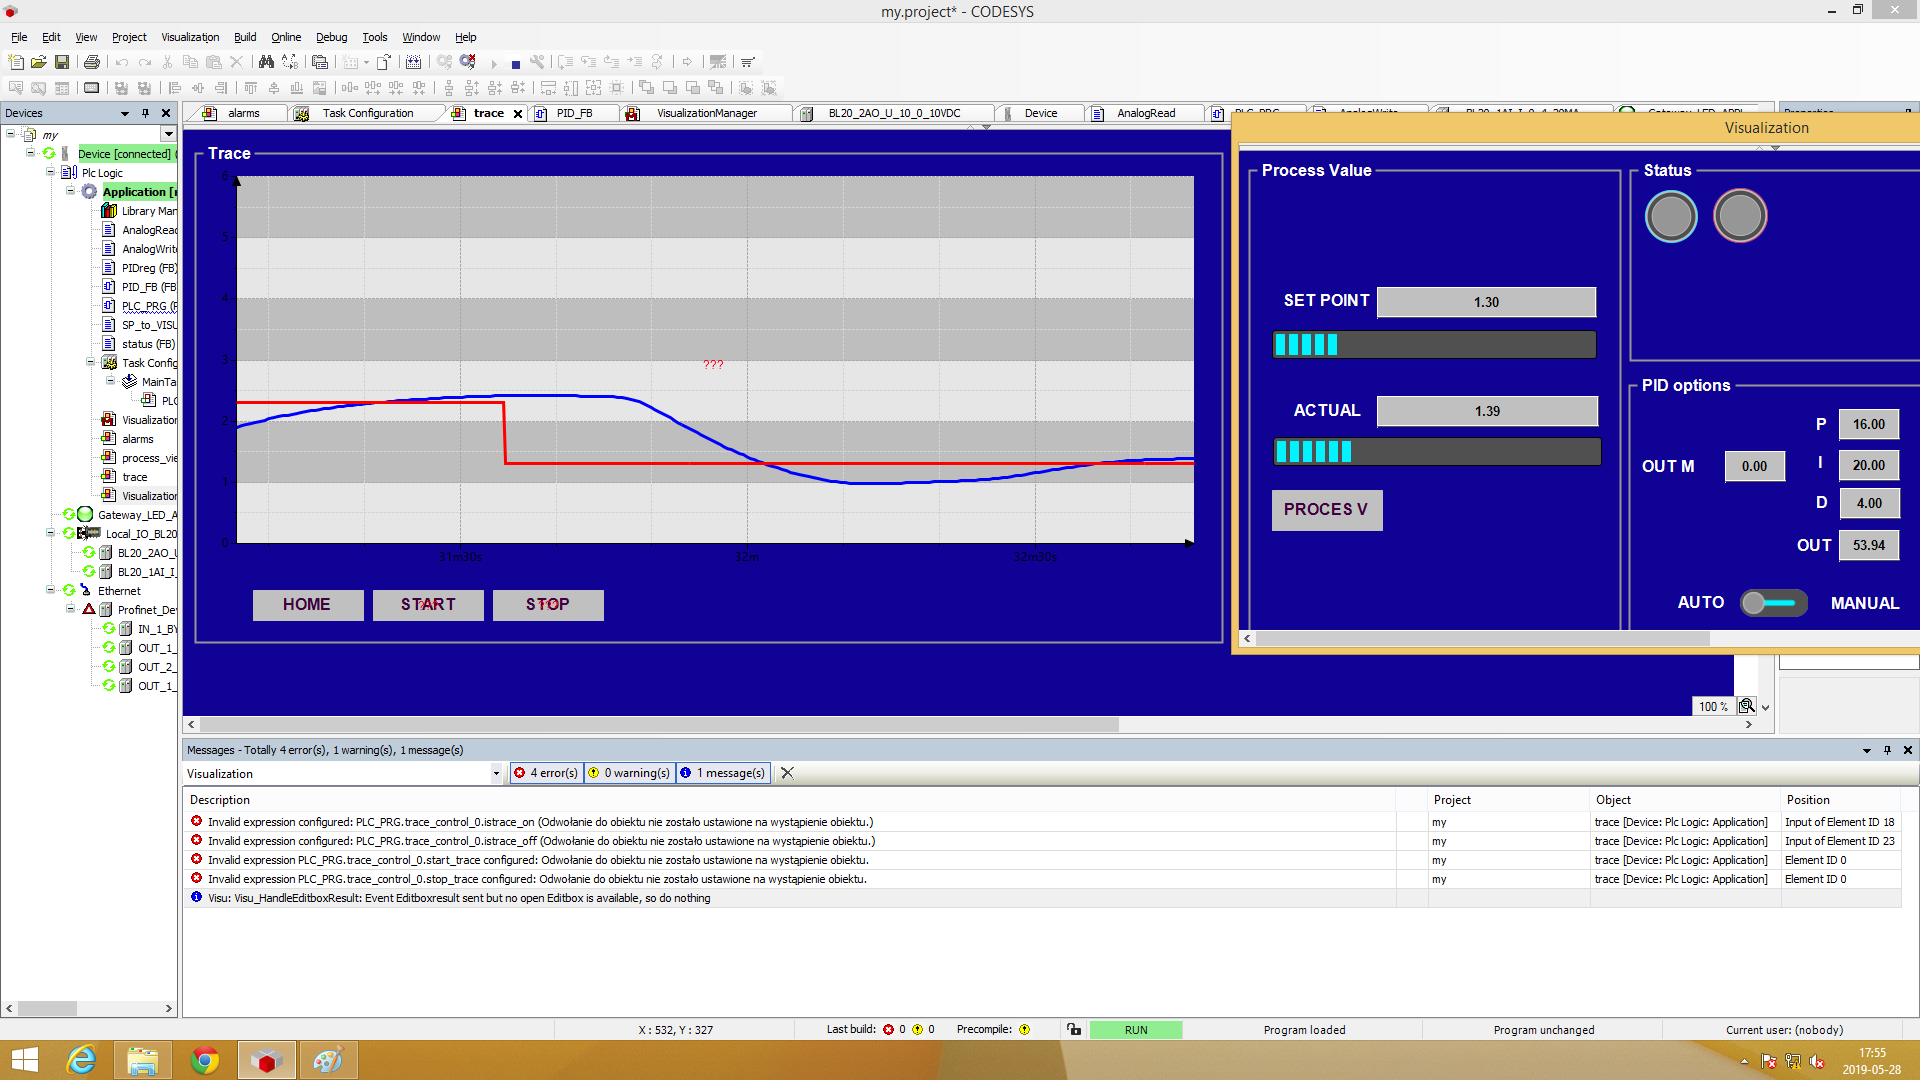 my.project* - CODESYS
File Edit View Project Visualization Build Online Debug Tools Window Help
Devices
alarms
Task Configuration
trace
PID_FB
VisualizationManager
BL20_2AO_U_10_0_10VDC
Device
AnalogRead
my
Device [connected] (
Plc Logic
Application [r
Library Man
AnalogRead
AnalogWrite
PIDreg (FB)
PID_FB (FB
PLC_PRG (P
SP_to_VISU
status (FB)
Task Config
MainTa
PLC
Visualization
alarms
process_vie
trace
Visualization
Gateway_LED_A
Local_IO_BL20
BL20_2AO_U
BL20_1AI_I_
Ethernet
Profinet_Dev
IN_1_BY
OUT_1_
OUT_2_
OUT_1_
Trace
6
5
4
3
2
1
0
???
31m30s
32m
32m30s
HOME
START
STOP
Visualization
Process Value
SET POINT
1.30
ACTUAL
1.39
PROCES V
Status
PID options
P 16.00
OUT M 0.00
I 20.00
D 4.00
OUT 53.94
AUTO
MANUAL
100 %
Messages - Totally 4 error(s), 1 warning(s), 1 message(s)
Visualization
4 error(s)
0 warning(s)
1 message(s)
Description Project Object Position
Invalid expression configured: PLC_PRG.trace_control_0.istrace_on (Odwołanie do obiektu nie zostało ustawione na wystąpienie obiektu.) my trace [Device: Plc Logic: Application] Input of Element ID 18
Invalid expression configured: PLC_PRG.trace_control_0.istrace_off (Odwołanie do obiektu nie zostało ustawione na wystąpienie obiektu.) my trace [Device: Plc Logic: Application] Input of Element ID 23
Invalid expression PLC_PRG.trace_control_0.start_trace configured: Odwołanie do obiektu nie zostało ustawione na wystąpienie obiektu. my trace [Device: Plc Logic: Application] Element ID 0
Invalid expression PLC_PRG.trace_control_0.stop_trace configured: Odwołanie do obiektu nie zostało ustawione na wystąpienie obiektu. my trace [Device: Plc Logic: Application] Element ID 0
Visu: Visu_HandleEditboxResult: Event Editboxresult sent but no open Editbox is available, so do nothing
X : 532, Y : 327
Last build: 0 0
Precompile:
RUN
Program loaded
Program unchanged
Current user: (nobody)
17:55
2019-05-28